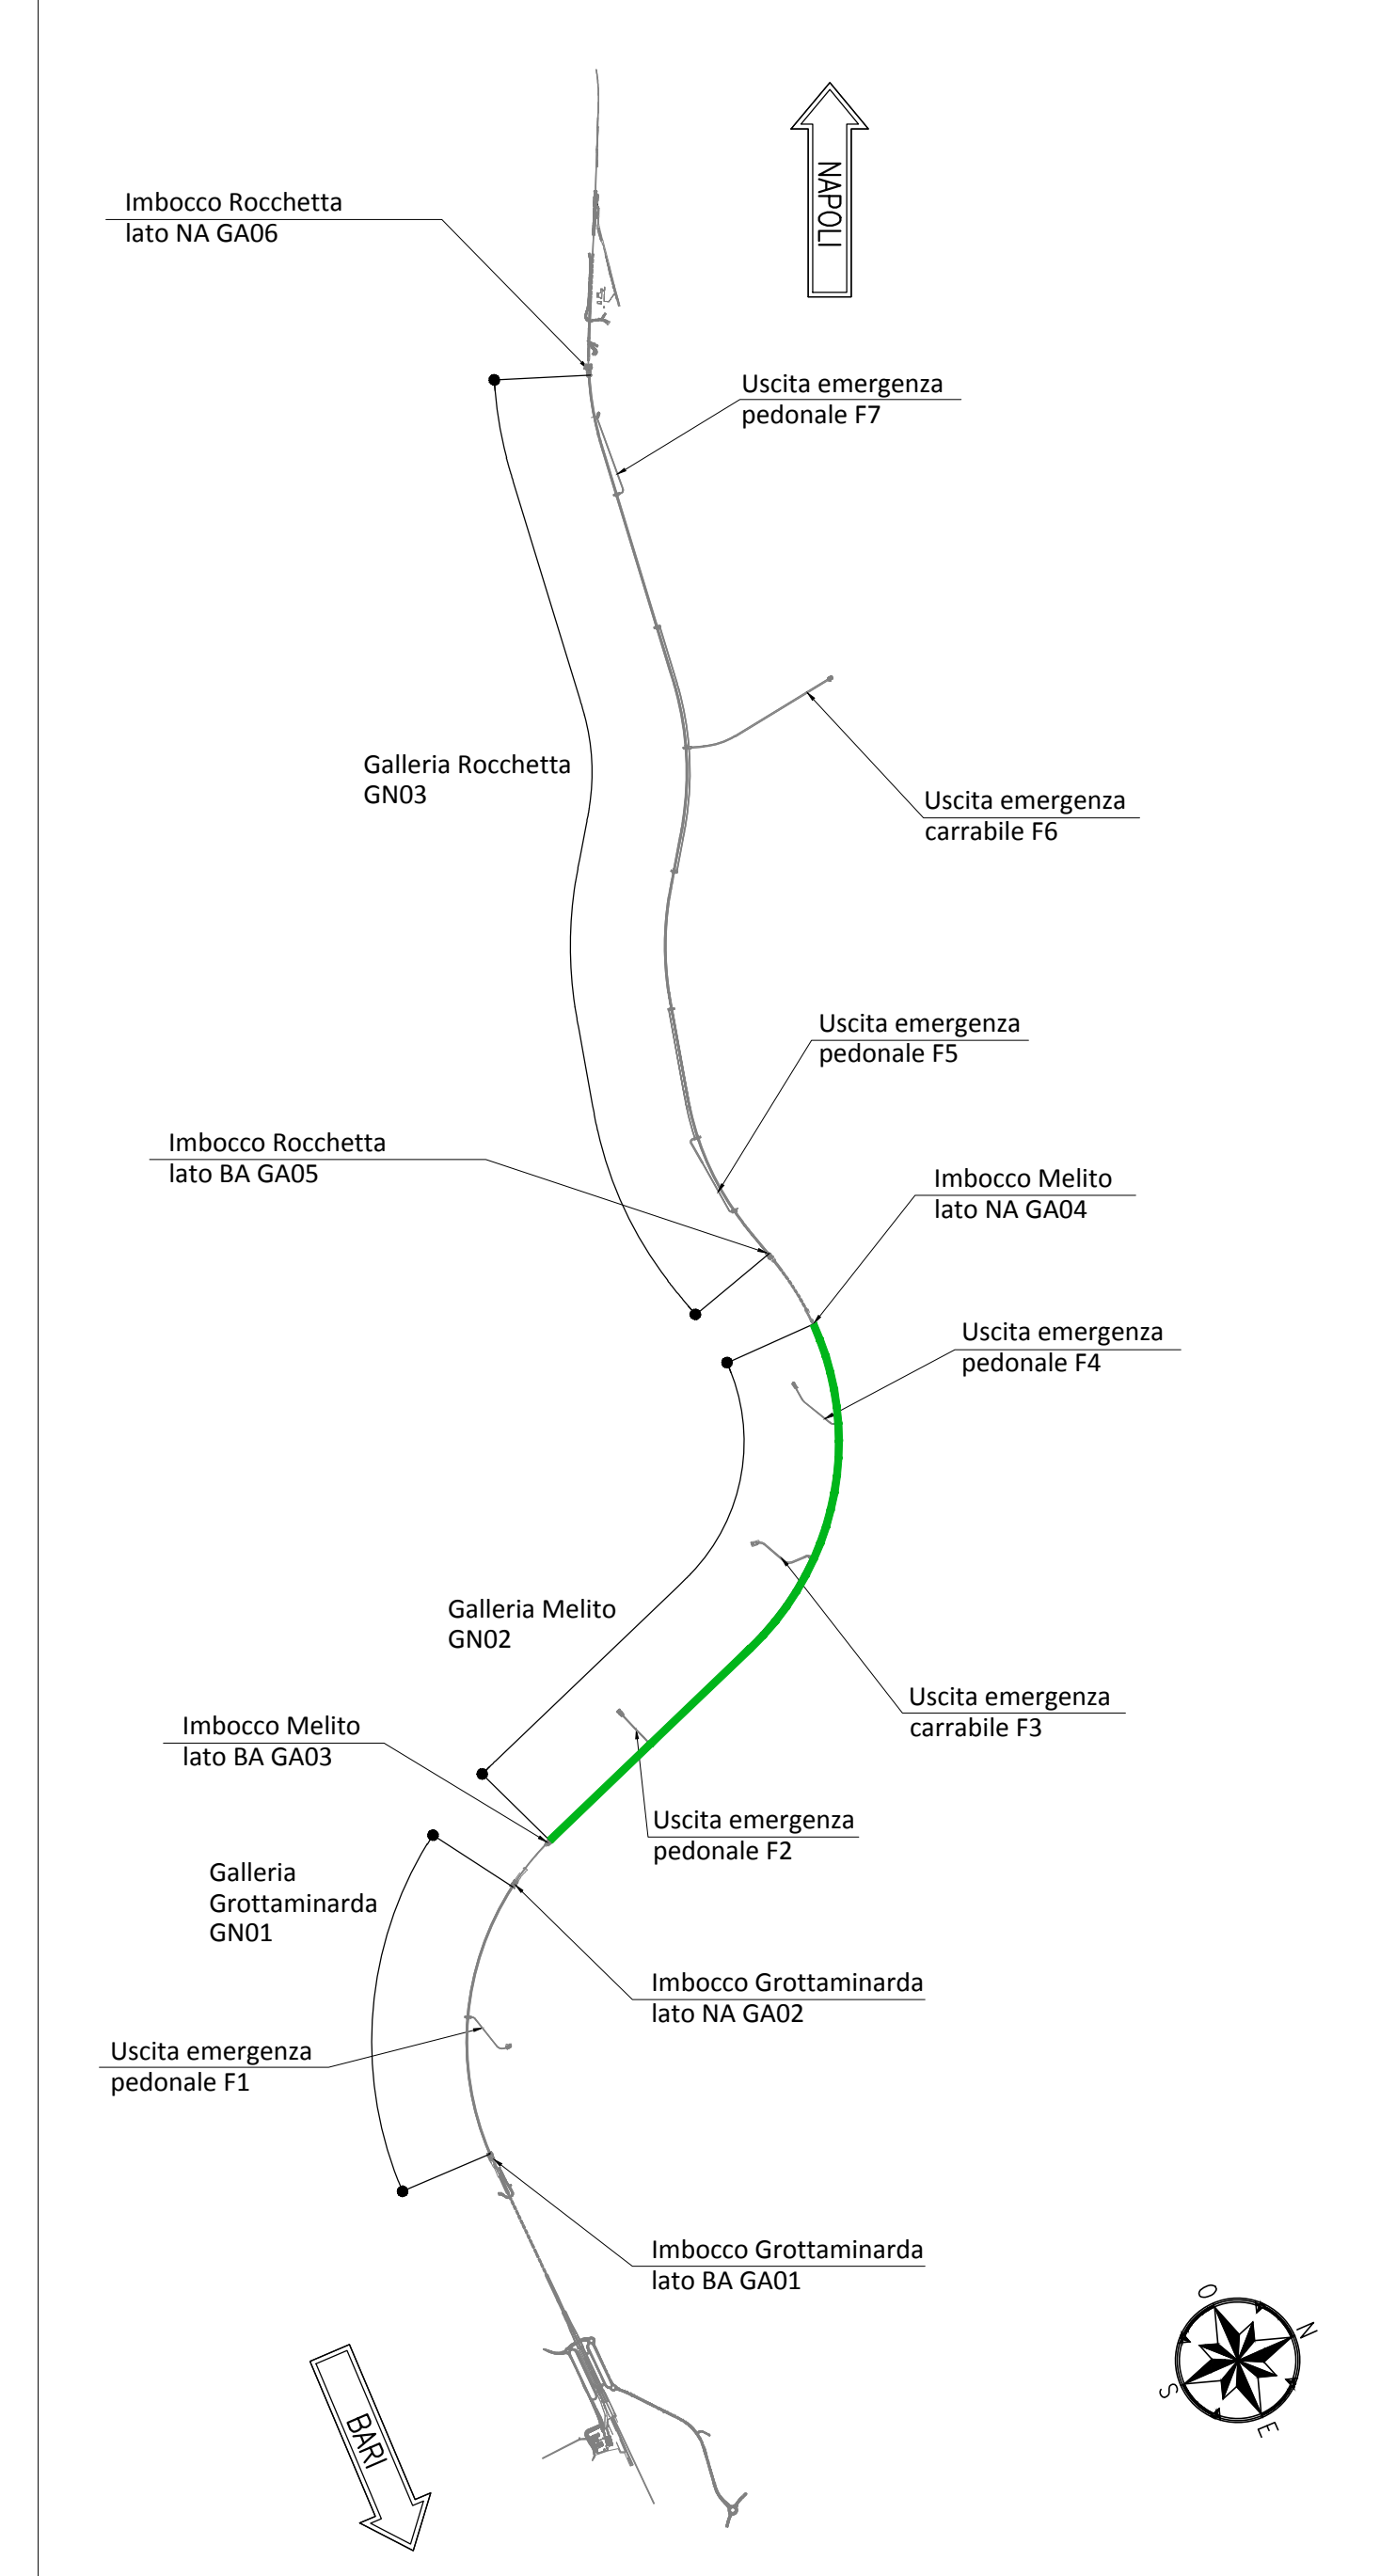 NAPOLI
Imbocco Rocchetta
lato NA GA06
Uscita emergenza
pedonale F7
Galleria Rocchetta
GN03
Uscita emergenza
carrabile F6
Uscita emergenza
pedonale F5
Imbocco Rocchetta
lato BA GA05
Imbocco Melito
lato NA GA04
Uscita emergenza
pedonale F4
Galleria Melito
GN02
Uscita emergenza
carrabile F3
Imbocco Melito
lato BA GA03
Uscita emergenza
pedonale F2
Galleria
Grottaminarda
GN01
Imbocco Grottaminarda
lato NA GA02
Uscita emergenza
pedonale F1
Imbocco Grottaminarda
lato BA GA01
BARI
O
N
S
E